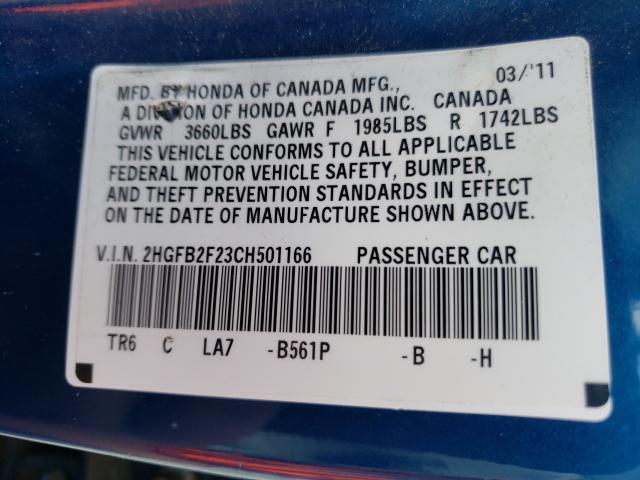 MFD. BY HONDA OF CANADA MFG., 03/'11
A DIVISION OF HONDA CANADA INC. CANADA
GVWR 3660LBS GAWR F 1985LBS R 1742LBS
THIS VEHICLE CONFORMS TO ALL APPLICABLE
FEDERAL MOTOR VEHICLE SAFETY, BUMPER,
AND THEFT PREVENTION STANDARDS IN EFFECT
ON THE DATE OF MANUFACTURE SHOWN ABOVE.
V.I.N. 2HGFB2F23CH501166 PASSENGER CAR
TR6 C LA7 -B561P -B -H